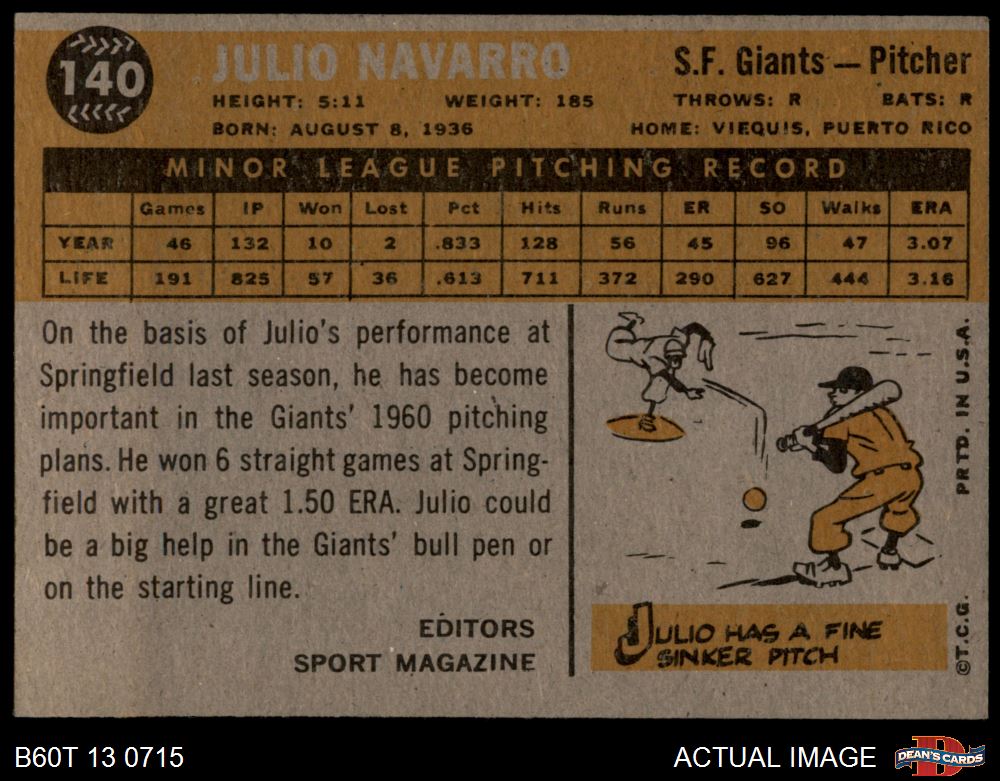 140
JULIO NAVARRO
S.F. Giants — Pitcher
HEIGHT: 5:11 WEIGHT: 185 THROWS: R BATS: R
BORN: AUGUST 8, 1936 HOME: VIEQUIS, PUERTO RICO
MINOR LEAGUE PITCHING RECORD
Games IP Won Lost Pct Hits Runs ER SO Walks ERA
YEAR 46 132 10 2 .833 128 56 45 96 47 3.07
LIFE 191 825 57 36 .613 711 372 290 627 444 3.16
On the basis of Julio's performance at
Springfield last season, he has become
important in the Giants' 1960 pitching
plans. He won 6 straight games at Spring-
field with a great 1.50 ERA. Julio could
be a big help in the Giants' bull pen or
on the starting line.
EDITORS
SPORT MAGAZINE
JULIO HAS A FINE
SINKER PITCH
©T.C.G. PRTD. IN U.S.A.
B60T 13 0715
ACTUAL IMAGE
D
DEAN'S CARDS